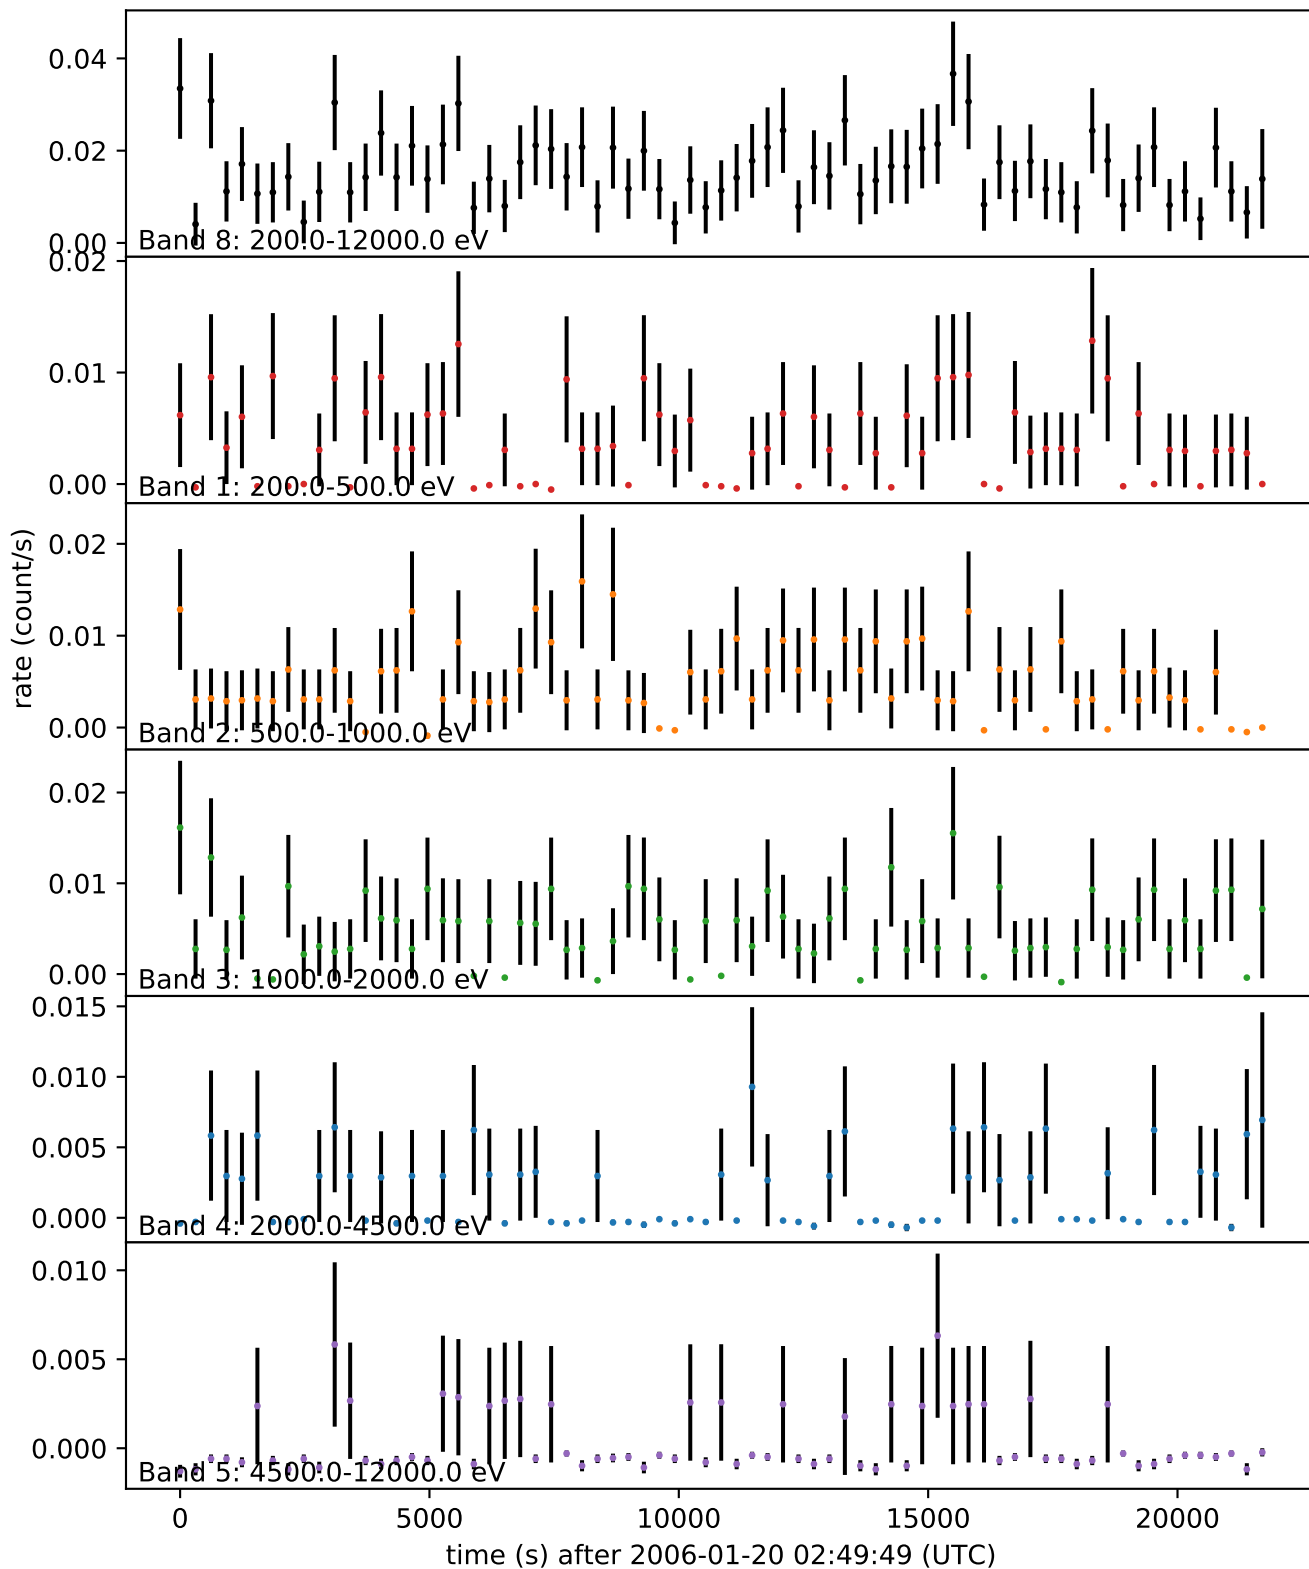 0.04
0.02
0.00
Band 8: 200.0-12000.0 eV
0.02
0.01
0.00
Band 1: 200.0-500.0 eV
rate (count/s)
0.02
0.01
0.00
Band 2: 500.0-1000.0 eV
0.02
0.01
0.00
Band 3: 1000.0-2000.0 eV
0.015
0.010
0.005
0.000
Band 4: 2000.0-4500.0 eV
0.010
0.005
0.000
Band 5: 4500.0-12000.0 eV
0 5000 10000 15000 20000
time (s) after 2006-01-20 02:49:49 (UTC)